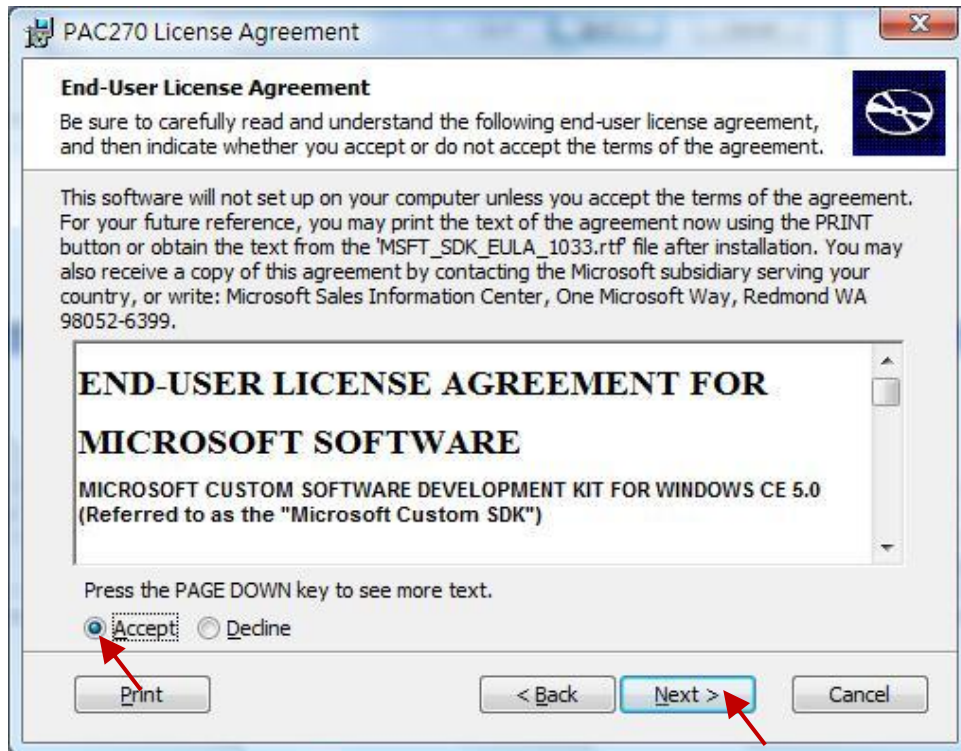 PAC270 License Agreement
End-User License Agreement
Be sure to carefully read and understand the following end-user license agreement,
and then indicate whether you accept or do not accept the terms of the agreement.
This software will not set up on your computer unless you accept the terms of the agreement.
For your future reference, you may print the text of the agreement now using the PRINT
button or obtain the text from the 'MSFT_SDK_EULA_1033.rtf' file after installation. You may
also receive a copy of this agreement by contacting the Microsoft subsidiary serving your
country, or write: Microsoft Sales Information Center, One Microsoft Way, Redmond WA
98052-6399.
END-USER LICENSE AGREEMENT FOR
MICROSOFT SOFTWARE
MICROSOFT CUSTOM SOFTWARE DEVELOPMENT KIT FOR WINDOWS CE 5.0
(Referred to as the "Microsoft Custom SDK")
Press the PAGE DOWN key to see more text.
Accept Decline
Print < Back Next > Cancel